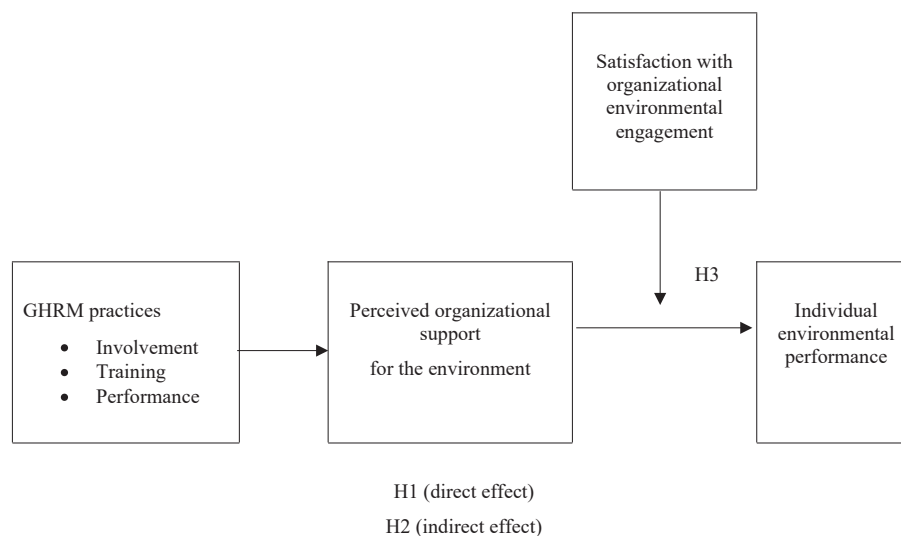 Satisfaction with
organizational
environmental
engagement
H3
GHRM practices
• Involvement
• Training
• Performance
Perceived organizational
support
for the environment
Individual
environmental
performance
H1 (direct effect)
H2 (indirect effect)